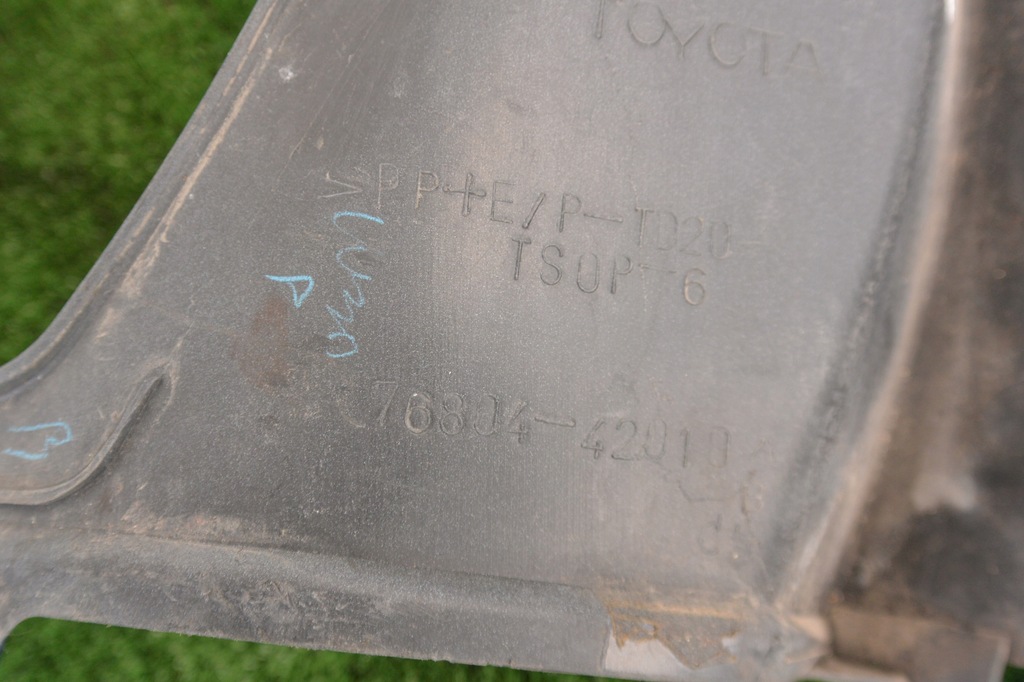 TOYOTA
>PP+E/P-TD20-
TSOP-6
76804-42010